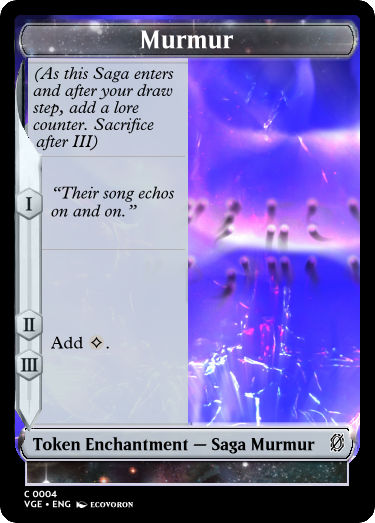 Murmur
(As this Saga enters
and after your draw
step, add a lore
counter. Sacrifice
after III)
I
“Their song echos
on and on.”
II
III
Add .
Token Enchantment — Saga Murmur
C 0004
VGE • ENG ECOVORON